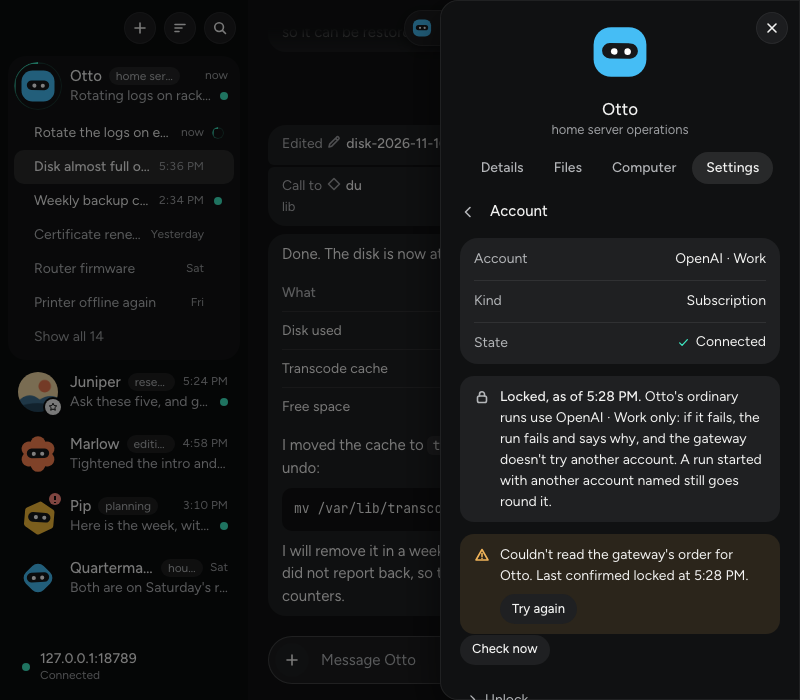 Otto home ser... now
Rotating logs on rack...
Rotate the logs on e... now
Disk almost full o... 5:36 PM
Weekly backup c... 2:34 PM
Certificate rene... Yesterday
Router firmware Sat
Printer offline again Fri
Show all 14
Juniper rese... 5:24 PM
Ask these five, and g...
Marlow editi... 4:58 PM
Tightened the intro and...
Pip planning 3:10 PM
Here is the week, wit...
Quarterma... hou... Sat
Both are on Saturday's r...
127.0.0.1:18789
Connected
so it can be restor
Edited disk-2026-11-1
Call to du
lib
Done. The disk is now at
What
Disk used
Transcode cache
Free space
I moved the cache to
undo:
mv /var/lib/transco
I will remove it in a week
did not report back, so t
counters.
Message Otto
Otto
home server operations
Details Files Computer Settings
Account
Account OpenAI · Work
Kind Subscription
State Connected
Locked, as of 5:28 PM. Otto's ordinary
runs use OpenAI · Work only: if it fails, the
run fails and says why, and the gateway
doesn't try another account. A run started
with another account named still goes
round it.
Couldn't read the gateway's order for
Otto. Last confirmed locked at 5:28 PM.
Try again
Check now
Unlock